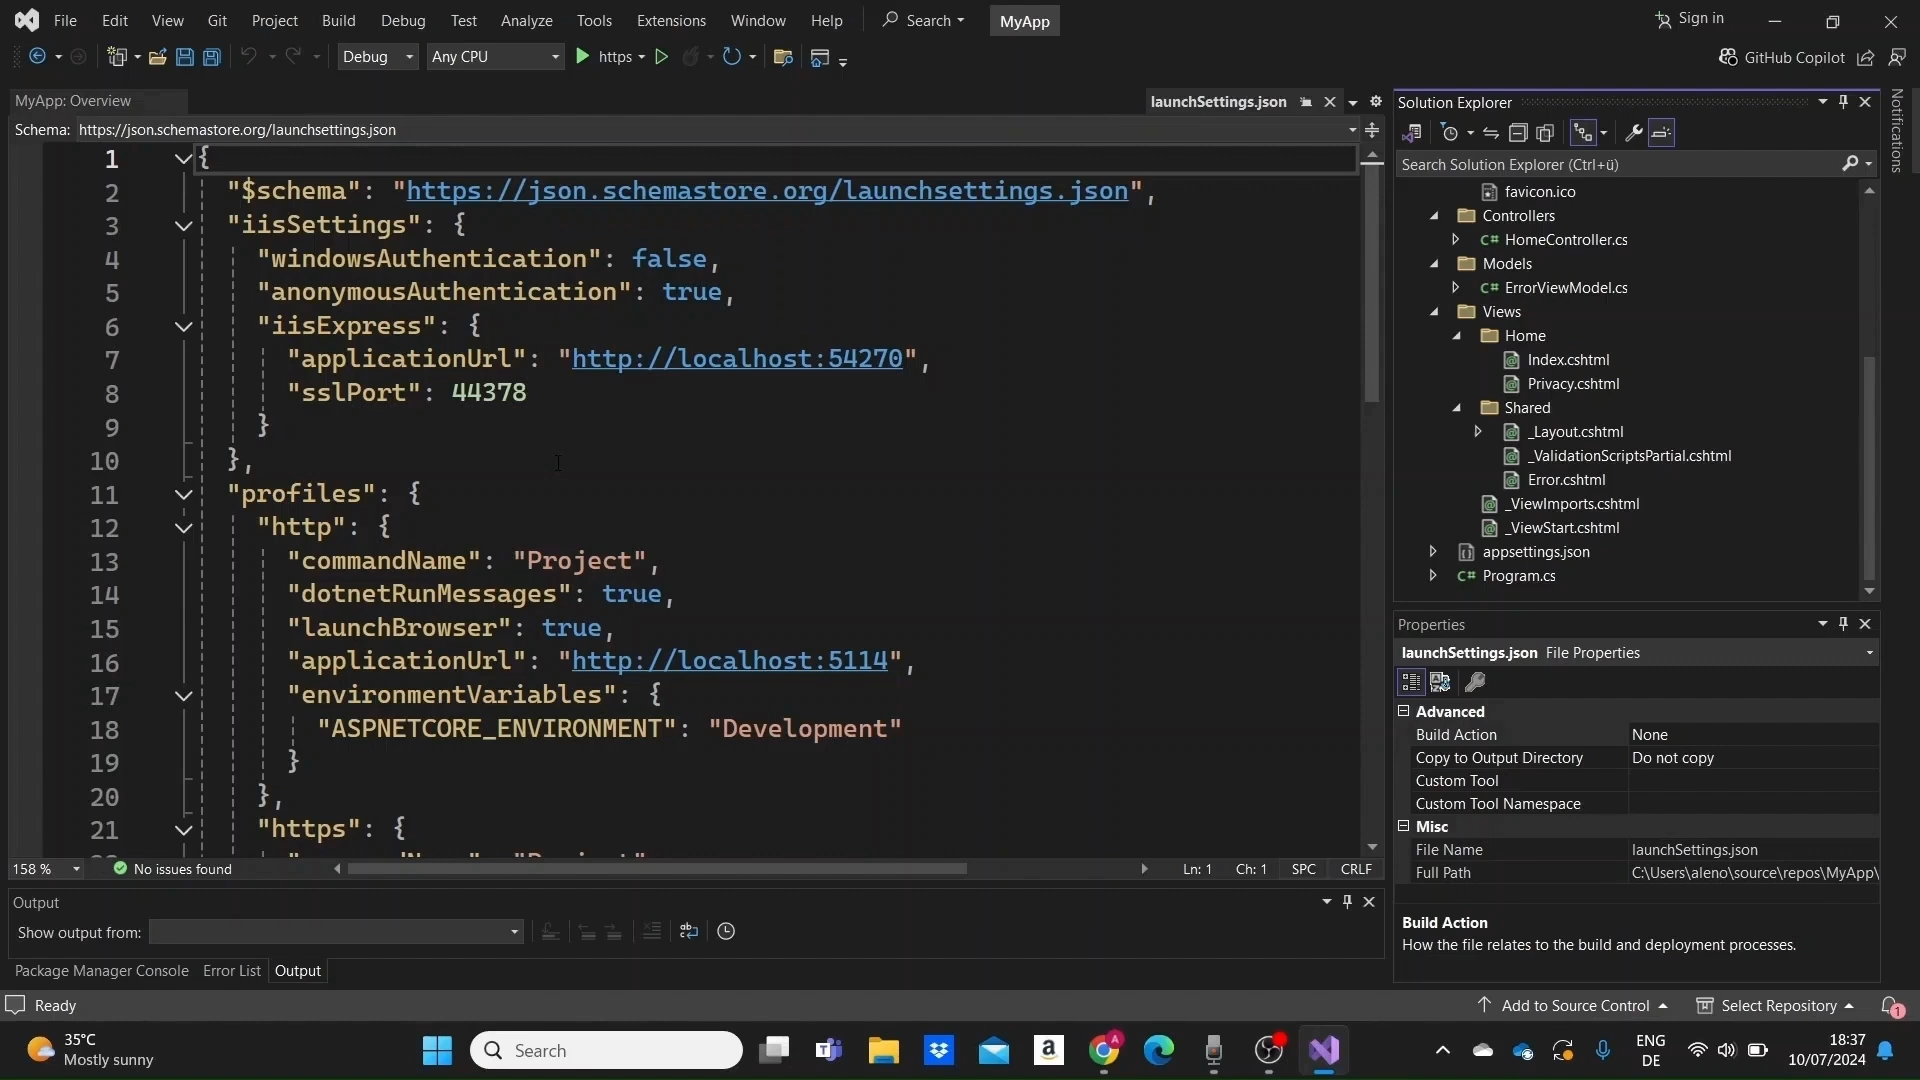 File Edit View Git Project Build Debug Test Analyze Tools Extensions Window Help Search MyApp Sign in
Debug Any CPU https GitHub Copilot
MyApp: Overview launchSettings.json
Schema: https://json.schemastore.org/launchsettings.json
1 {
2 "$schema": "https://json.schemastore.org/launchsettings.json",
3 "iisSettings": {
4 "windowsAuthentication": false,
5 "anonymousAuthentication": true,
6 "iisExpress": {
7 "applicationUrl": "http://localhost:54270",
8 "sslPort": 44378
9 }
10 },
11 "profiles": {
12 "http": {
13 "commandName": "Project",
14 "dotnetRunMessages": true,
15 "launchBrowser": true,
16 "applicationUrl": "http://localhost:5114",
17 "environmentVariables": {
18 "ASPNETCORE_ENVIRONMENT": "Development"
19 }
20 },
21 "https": {
158 % No issues found Ln: 1 Ch: 1 SPC CRLF
Output
Show output from:
Package Manager Console Error List Output
Solution Explorer
Search Solution Explorer (Ctrl+ü)
favicon.ico
Controllers
C# HomeController.cs
Models
C# ErrorViewModel.cs
Views
Home
Index.cshtml
Privacy.cshtml
Shared
_Layout.cshtml
_ValidationScriptsPartial.cshtml
Error.cshtml
_ViewImports.cshtml
_ViewStart.cshtml
appsettings.json
C# Program.cs
Notifications
Properties
launchSettings.json File Properties
Advanced
Build Action None
Copy to Output Directory Do not copy
Custom Tool
Custom Tool Namespace
Misc
File Name launchSettings.json
Full Path C:\Users\aleno\source\repos\MyApp\
Build Action
How the file relates to the build and deployment processes.
Ready Add to Source Control Select Repository 1
35°C
Mostly sunny
Search
A
ENG
DE
18:37
10/07/2024